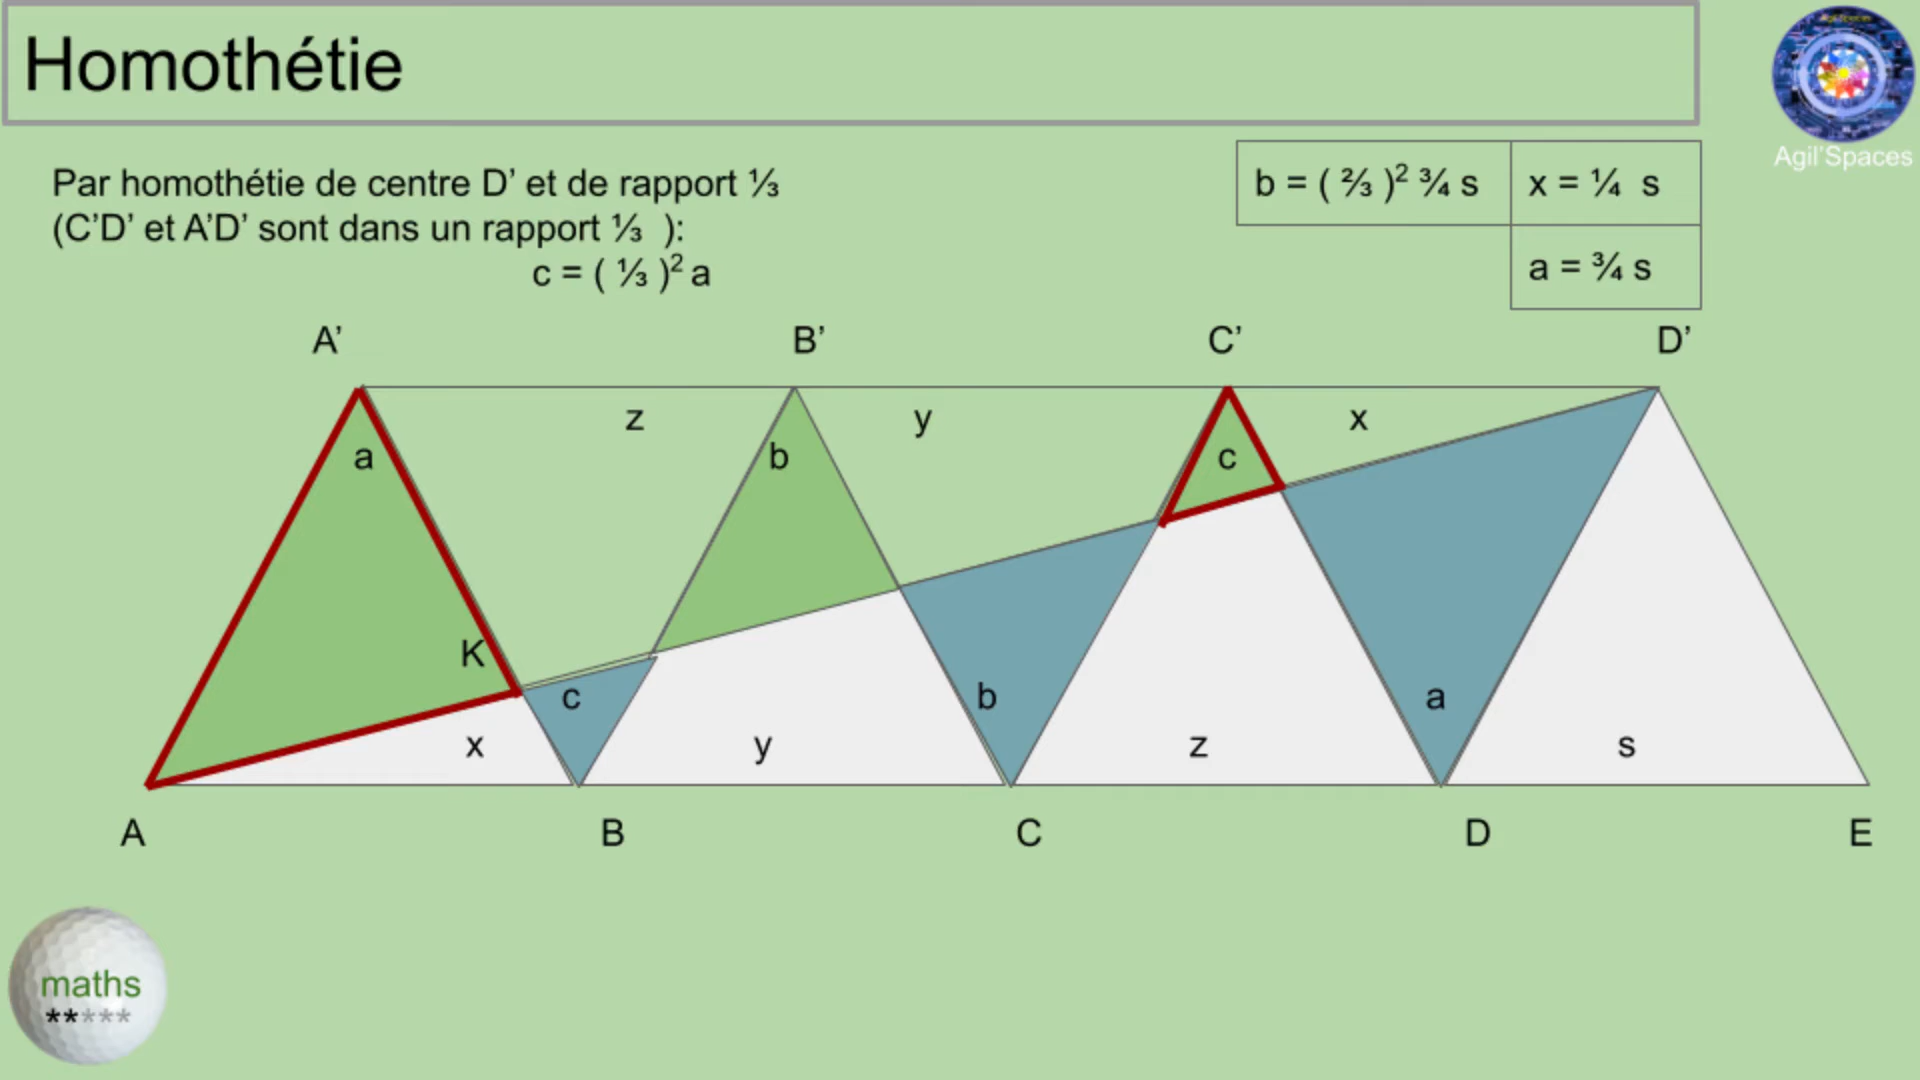 Homothétie
Agil'Spaces
Par homothétie de centre D’ et de rapport ⅓
(C’D’ et A’D’ sont dans un rapport ⅓ ):
c = ( ⅓ )² a
b = ( ⅔ )² ¾ s
x = ¼ s
a = ¾ s
A’ B’ C’ D’
z y x
a b c
K
c b a
x y z s
A B C D E
maths
*****